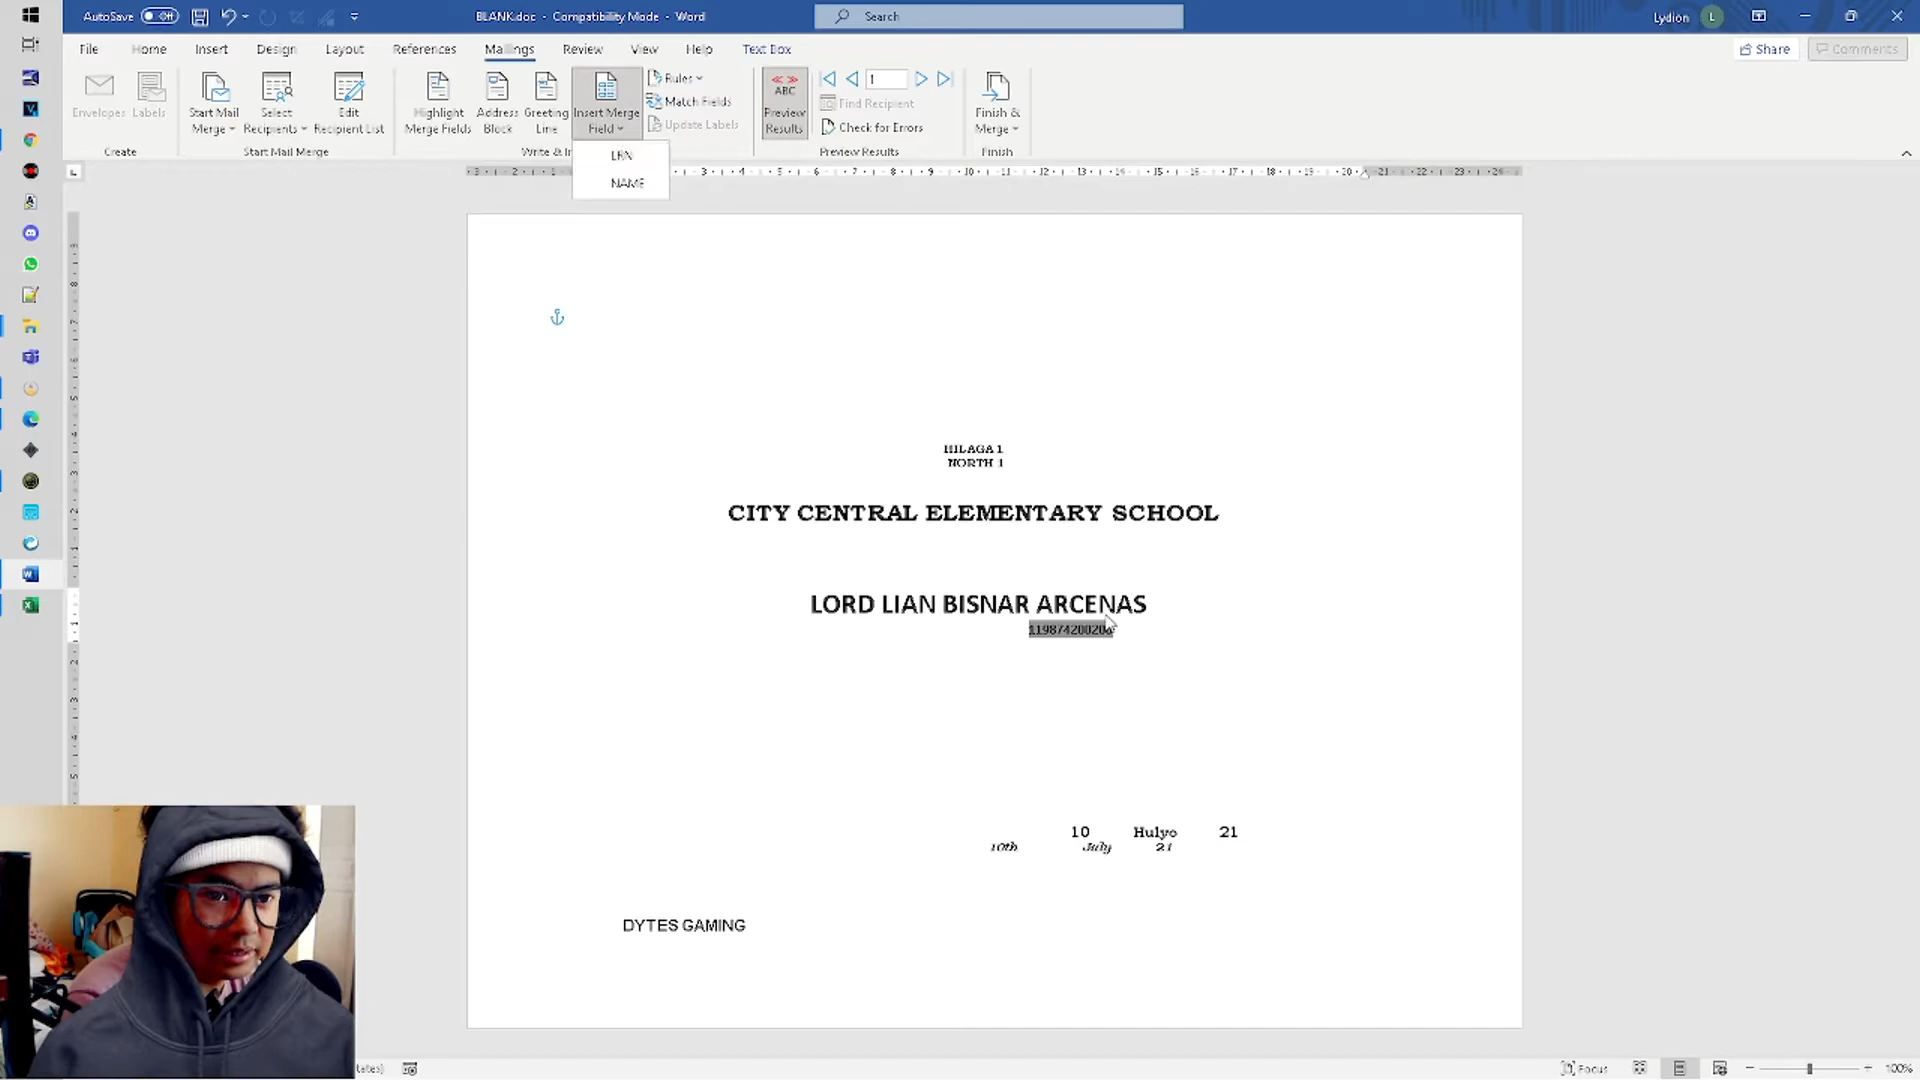 AutoSave Off
BLANK.doc - Compatibility Mode - Word
Search
Lydion L
File Home Insert Design Layout References Mailings Review View Help Text Box
Share Comments
Envelopes Labels
Start Mail Merge
Select Recipients
Edit Recipient List
Highlight Merge Fields
Address Block
Greeting Line
Insert Merge Field
Rules
Match Fields
Update Labels
ABC
Preview Results
1
Find Recipient
Check for Errors
Finish & Merge
Create
Start Mail Merge
Write & I
Preview Results
Finish
LRN
NAME
HILAGA 1
NORTH 1
CITY CENTRAL ELEMENTARY SCHOOL
LORD LIAN BISNAR ARCENAS
10 Hulyo 21
10th July 21
DYTES GAMING
Focus
100%